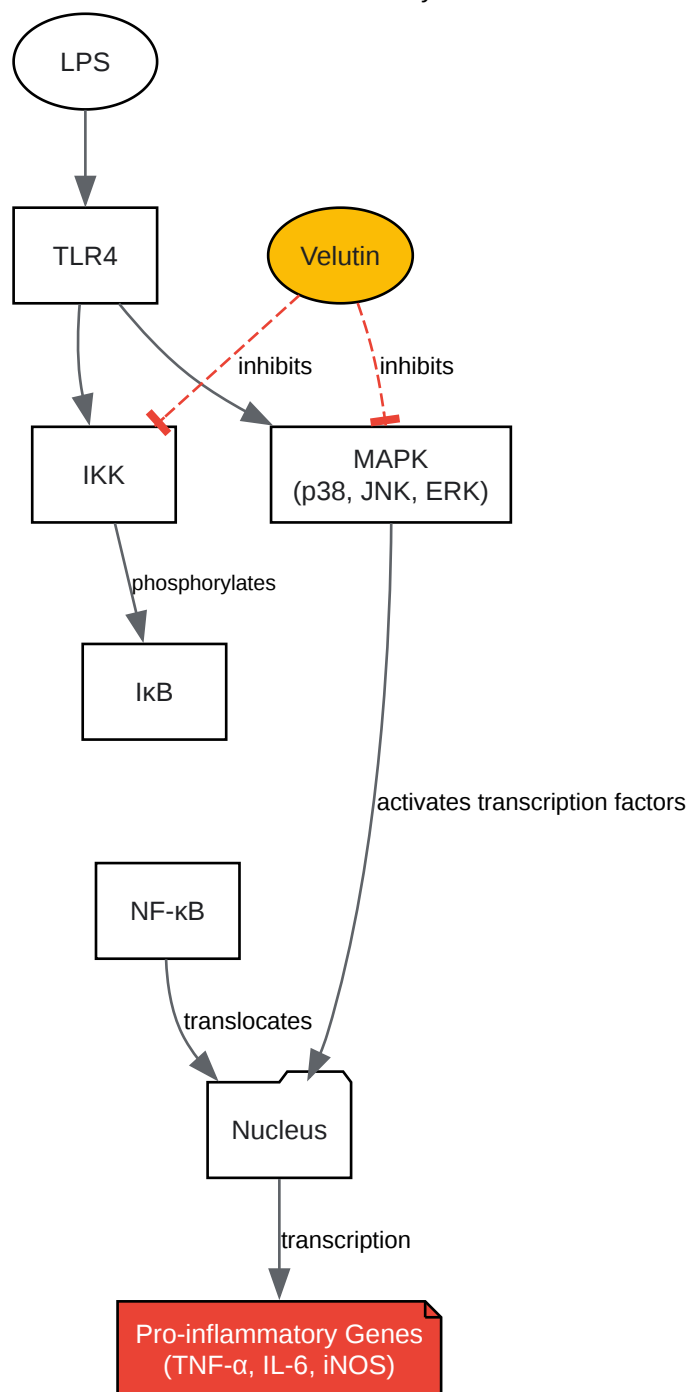 LPS
TLR4
Velutin
inhibits
inhibits
IKK
MAPK
(p38, JNK, ERK)
phosphorylates
IκB
activates transcription factors
NF-κB
translocates
Nucleus
transcription
Pro-inflammatory Genes
(TNF-α, IL-6, iNOS)